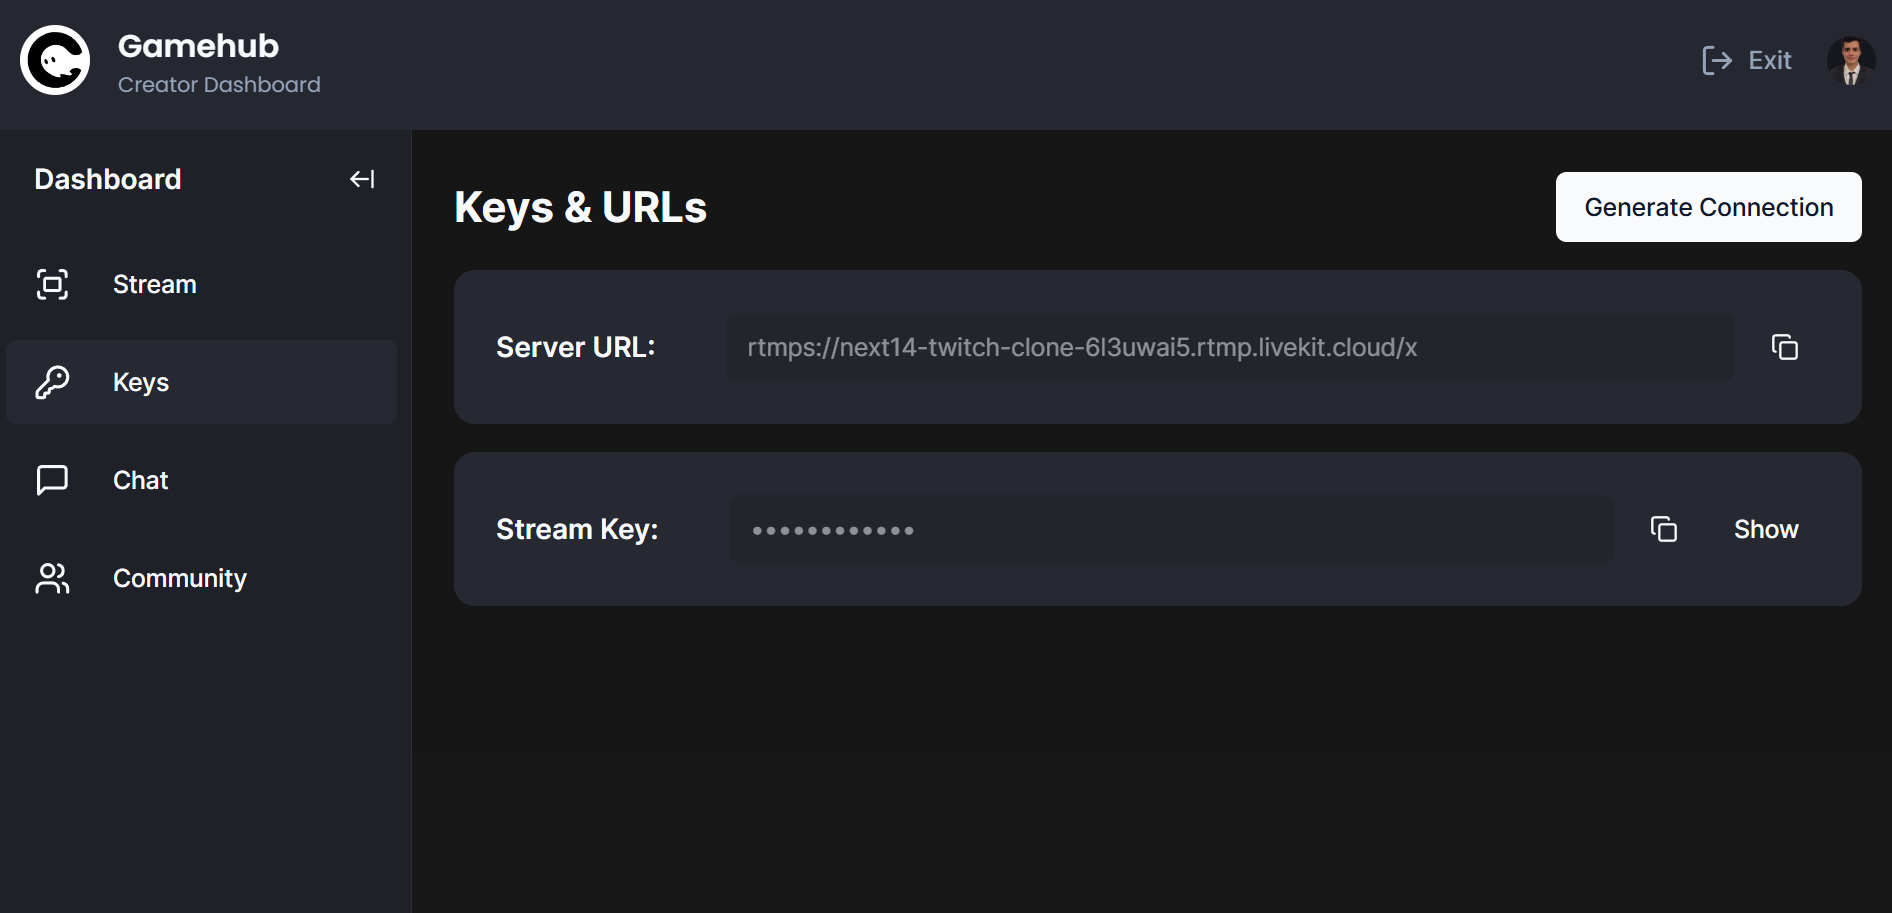 Gamehub
Creator Dashboard
Exit
Dashboard
Stream
Keys
Chat
Community
Keys & URLs
Generate Connection
Server URL:
rtmps://next14-twitch-clone-6l3uwai5.rtmp.livekit.cloud/x
Stream Key:
••••••••••••
Show